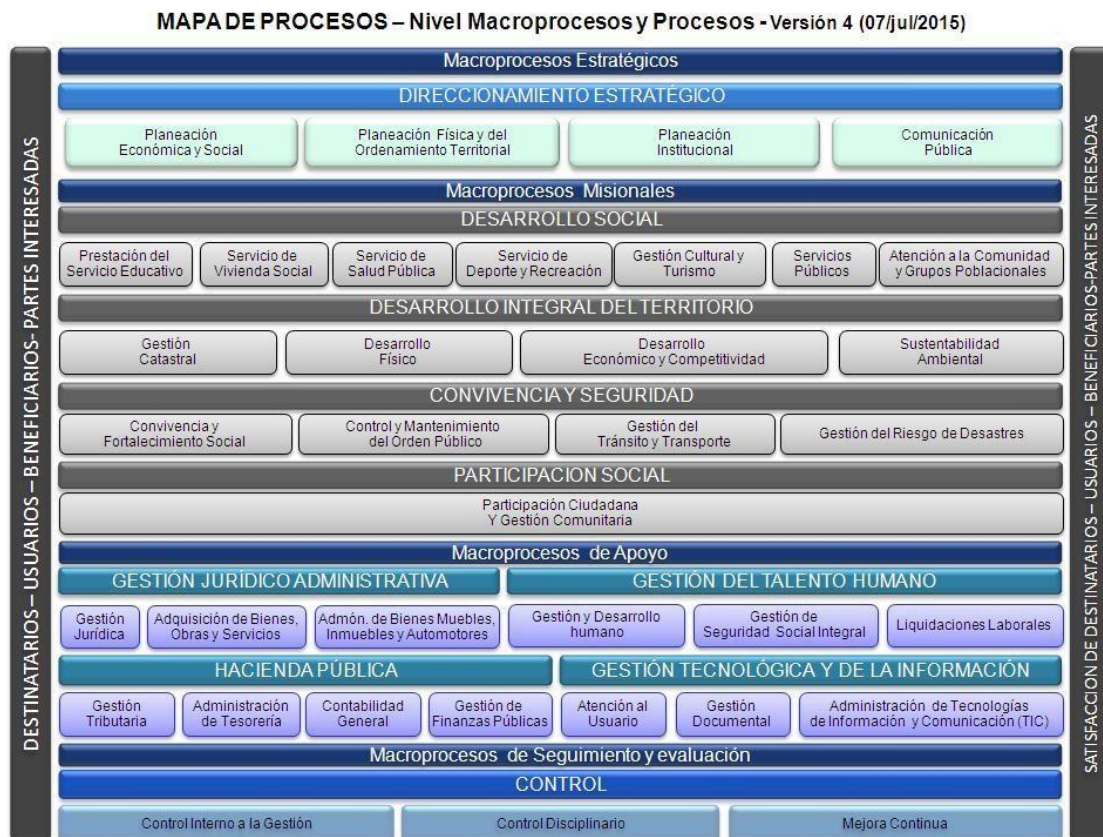 MAPA DE PROCESOS – Nivel Macroprocesos y Procesos - Versión 4 (07/jul/2015)
DESTINATARIOS – USUARIOS – BENEFICIARIOS- PARTES INTERESADAS
Macroprocesos Estratégicos
DIRECCIONAMIENTO ESTRATÉGICO
Planeación
Económica y Social
Planeación Física y del
Ordenamiento Territorial
Planeación
Institucional
Comunicación
Pública
Macroprocesos Misionales
DESARROLLO SOCIAL
Prestación del
Servicio Educativo
Servicio de
Vivienda Social
Servicio de
Salud Pública
Servicio de
Deporte y Recreación
Gestión Cultural y
Turismo
Servicios
Públicos
Atención a la Comunidad
y Grupos Poblacionales
DESARROLLO INTEGRAL DEL TERRITORIO
Gestión
Catastral
Desarrollo
Físico
Desarrollo
Económico y Competitividad
Sustentabilidad
Ambiental
CONVIVENCIA Y SEGURIDAD
Convivencia y
Fortalecimiento Social
Control y Mantenimiento
del Orden Público
Gestión del
Tránsito y Transporte
Gestión del Riesgo de Desastres
PARTICIPACION SOCIAL
Participación Ciudadana
Y Gestión Comunitaria
Macroprocesos de Apoyo
GESTIÓN JURÍDICO ADMINISTRATIVA
Gestión
Jurídica
Adquisición de Bienes,
Obras y Servicios
Admón. de Bienes Muebles,
Inmuebles y Automotores
GESTIÓN DEL TALENTO HUMANO
Gestión y Desarrollo
humano
Gestión de
Seguridad Social Integral
Liquidaciones Laborales
HACIENDA PÚBLICA
Gestión
Tributaria
Administración
de Tesorería
Contabilidad
General
Gestión de
Finanzas Públicas
GESTIÓN TECNOLÓGICA Y DE LA INFORMACIÓN
Atención al
Usuario
Gestión
Documental
Administración de Tecnologías
de Información y Comunicación (TIC)
Macroprocesos de Seguimiento y evaluación
CONTROL
Control Interno a la Gestión
Control Disciplinario
Mejora Continua
SATISFACCION DE DESTINATARIOS – USUARIOS – BENEFICIARIOS-PARTES INTERESADAS